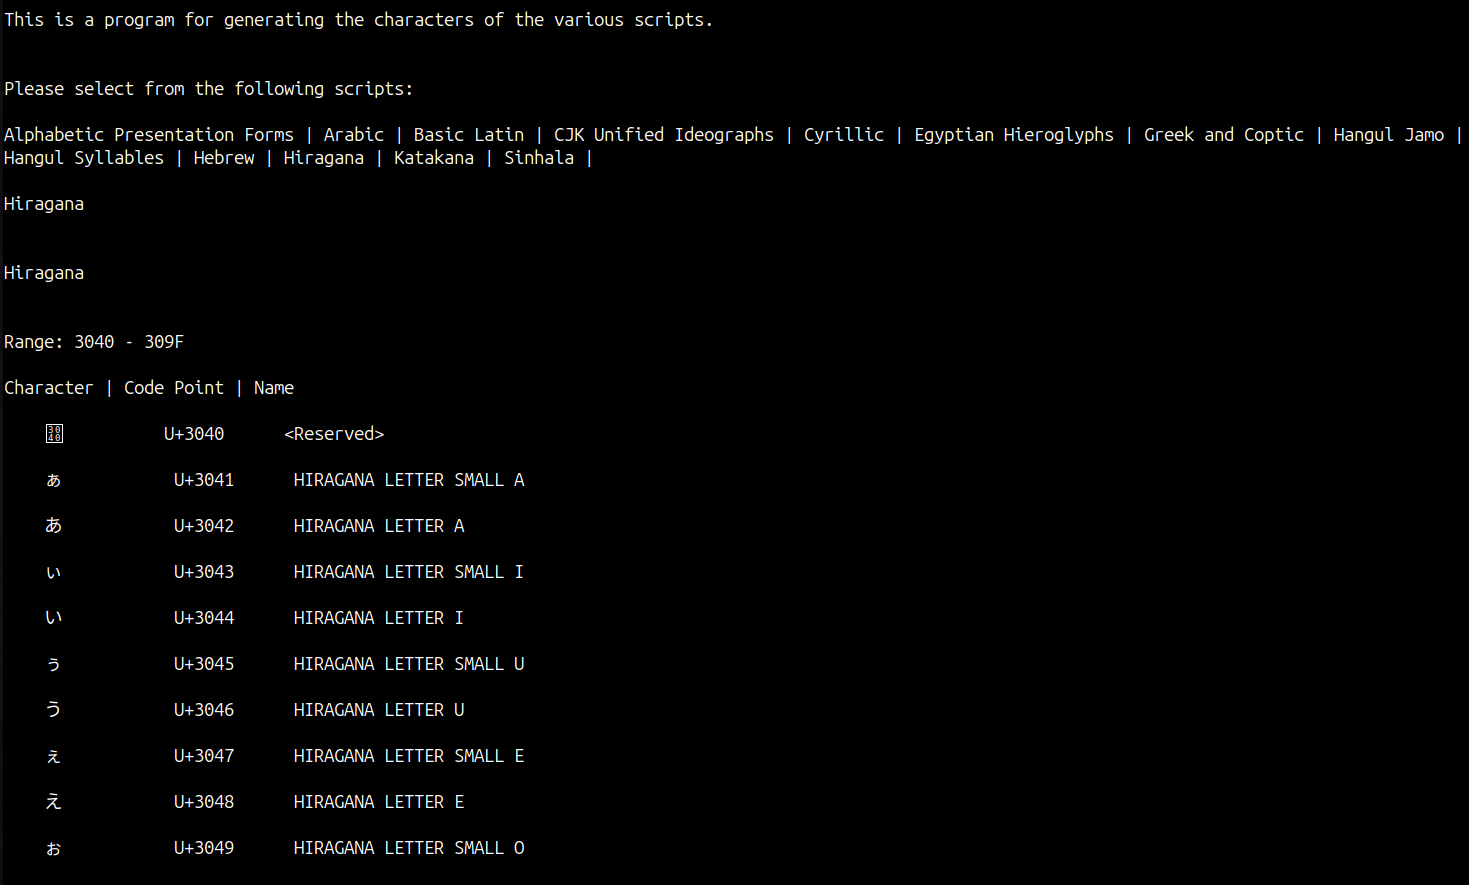 This is a program for generating the characters of the various scripts.
Please select from the following scripts:
Alphabetic Presentation Forms | Arabic | Basic Latin | CJK Unified Ideographs | Cyrillic | Egyptian Hieroglyphs | Greek and Coptic | Hangul Jamo |
Hangul Syllables | Hebrew | Hiragana | Katakana | Sinhala |
Hiragana
Hiragana
Range: 3040 - 309F
Character | Code Point | Name
3040 U+3040 <Reserved>
ぁ U+3041 HIRAGANA LETTER SMALL A
あ U+3042 HIRAGANA LETTER A
ぃ U+3043 HIRAGANA LETTER SMALL I
い U+3044 HIRAGANA LETTER I
ぅ U+3045 HIRAGANA LETTER SMALL U
う U+3046 HIRAGANA LETTER U
ぇ U+3047 HIRAGANA LETTER SMALL E
え U+3048 HIRAGANA LETTER E
ぉ U+3049 HIRAGANA LETTER SMALL O